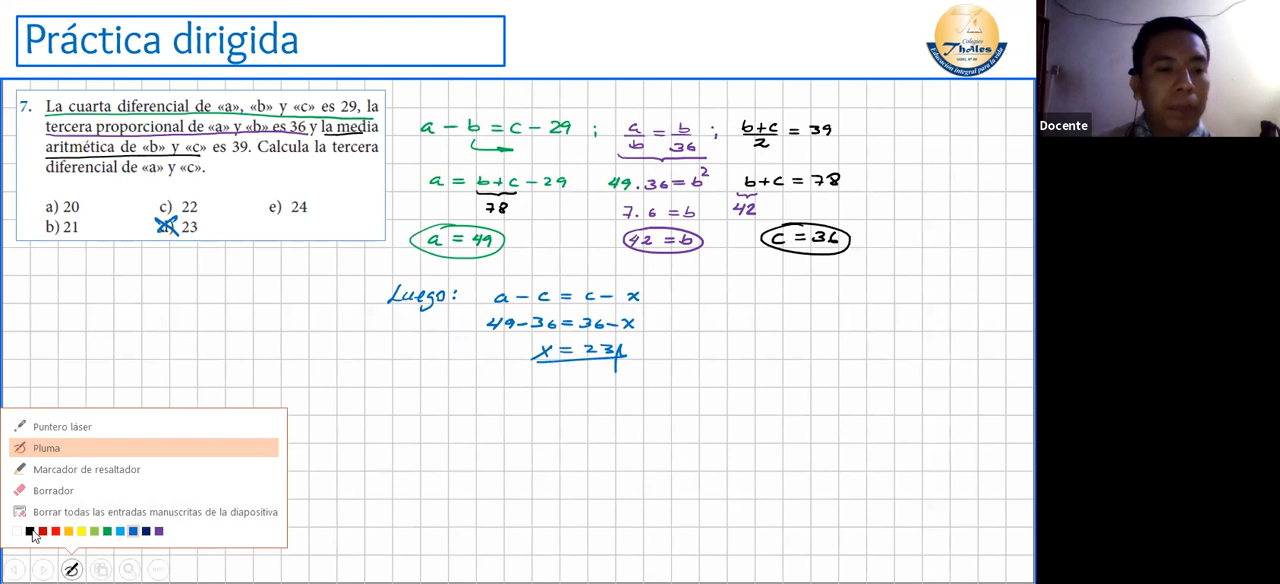 Práctica dirigida
Colegio
Thales
Educación integral para la vida
Docente
7. La cuarta diferencial de «a», «b» y «c» es 29, la
tercera proporcional de «a» y «b» es 36 y la media
aritmética de «b» y «c» es 39. Calcula la tercera
diferencial de «a» y «c».
a) 20 c) 22 e) 24
b) 21 23
a - b = c - 29 ; a/b = b/36 ; b+c/2 = 39
a = b+c - 29 49.36 = b² b+c = 78
78 7.6 = b 42
a = 49 42 = b c = 36
Luego: a - c = c - x
49-36 = 36-x
x = 23
Puntero láser
Pluma
Marcador de resaltador
Borrador
Borrar todas las entradas manuscritas de la diapositiva